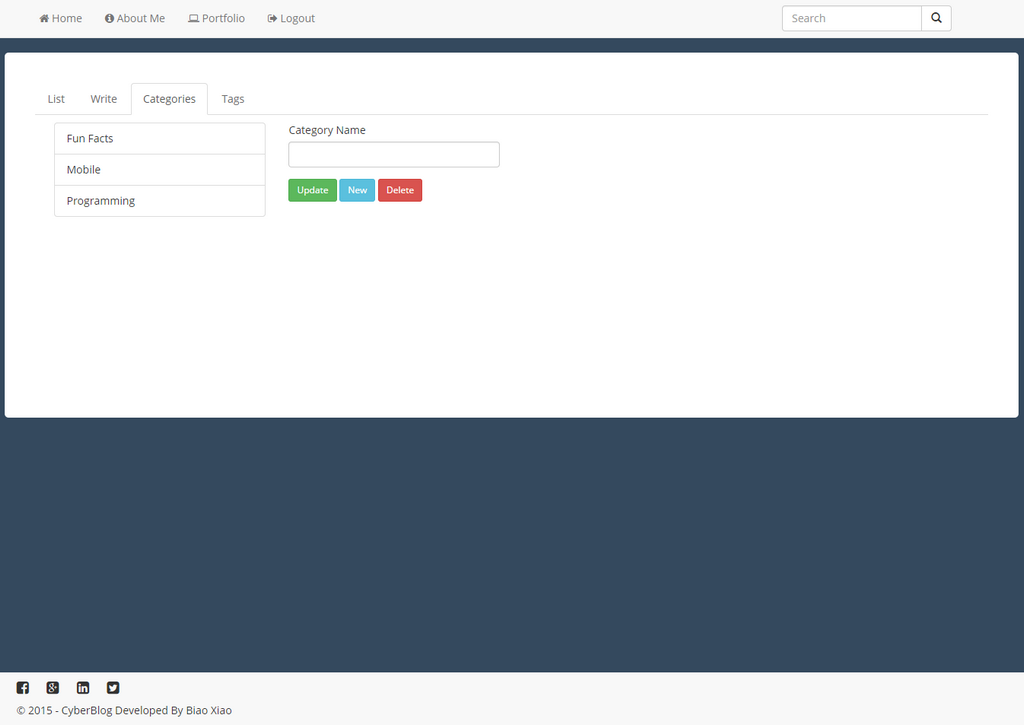 Home About Me Portfolio Logout Search
List Write Categories Tags
Fun Facts
Mobile
Programming
Category Name
Update New Delete
© 2015 - CyberBlog Developed By Biao Xiao